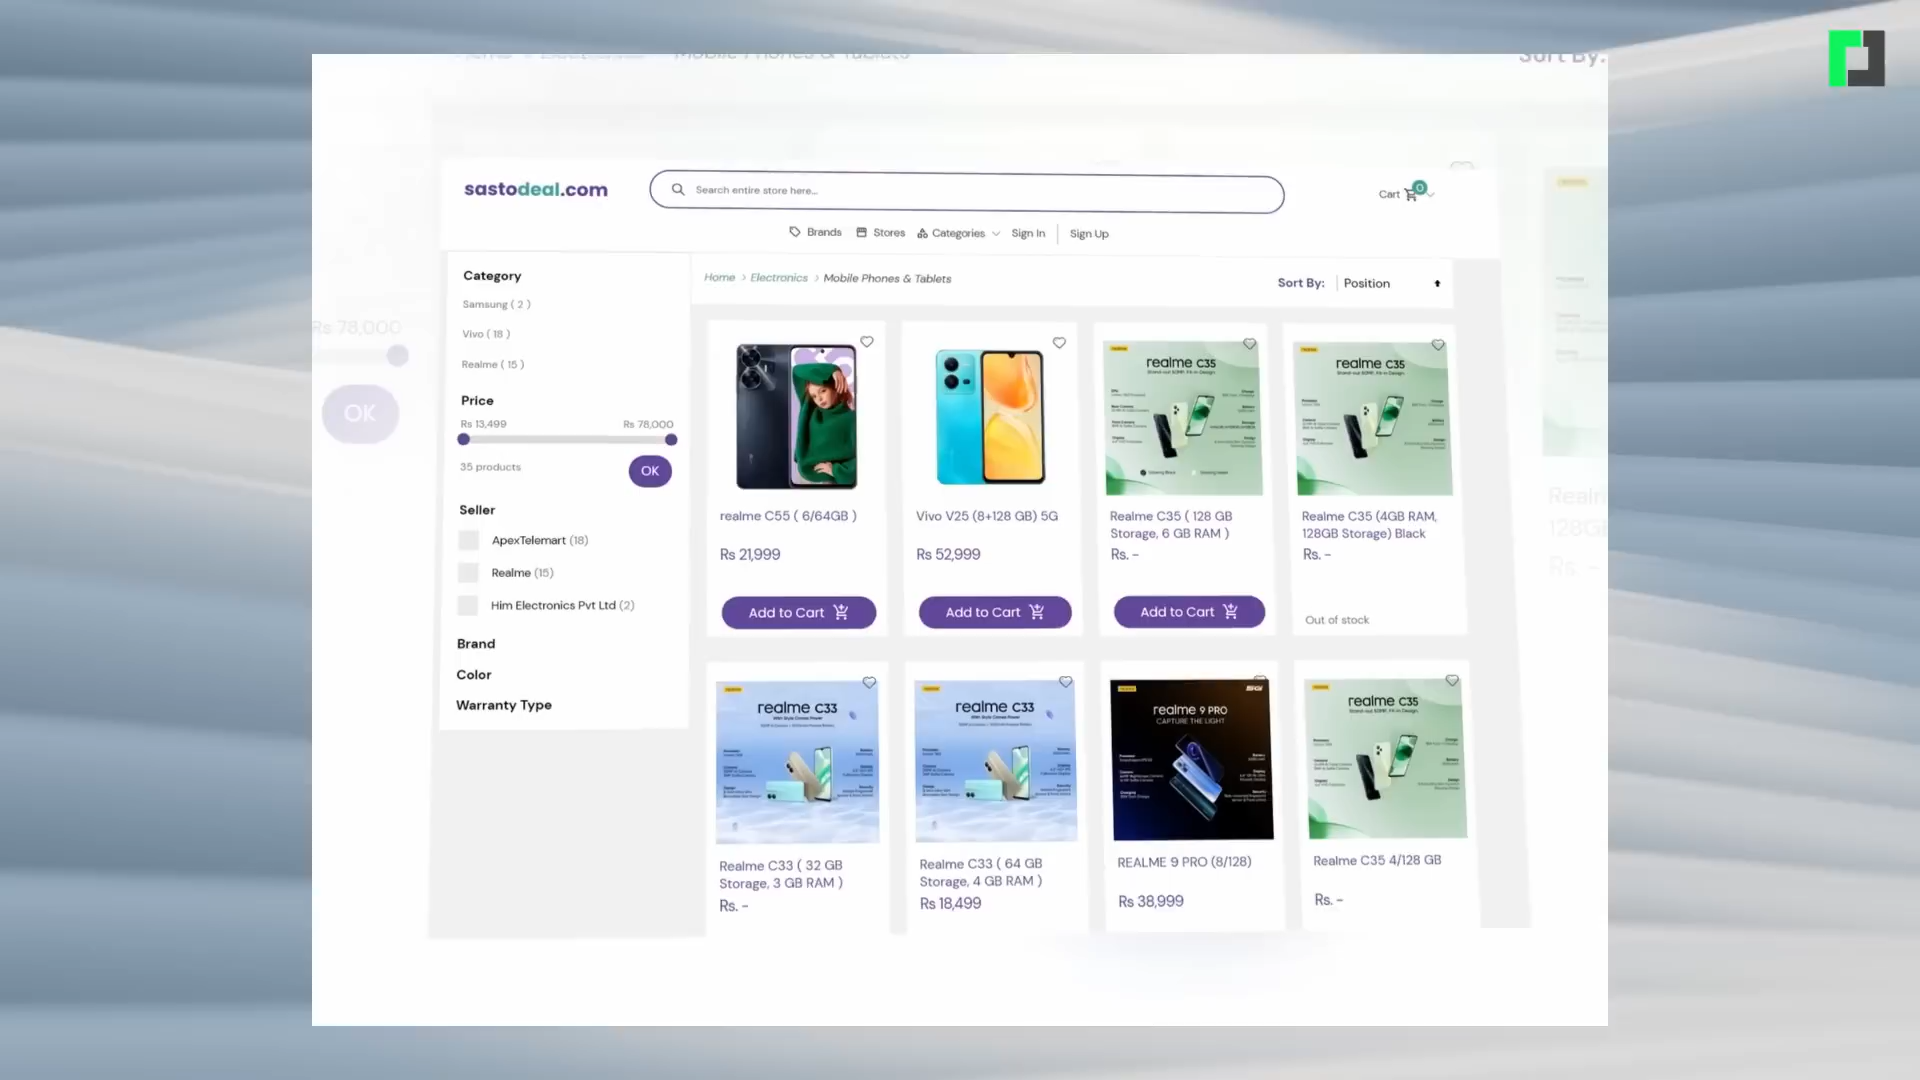 Sort By:
sastodeal.com
Search entire store here...
Cart 0
Brands Stores Categories Sign In Sign Up
Category
Samsung ( 2 )
Vivo ( 18 )
Realme ( 15 )
Price
Rs 13,499 Rs 78,000
35 products
OK
Seller
ApexTelemart (18)
Realme (15)
Him Electronics Pvt Ltd (2)
Brand
Color
Warranty Type
Rs 78,000
OK
Home > Electronics > Mobile Phones & Tablets
Sort By: Position
realme C55 ( 6/64GB )
Rs 21,999
Add to Cart
Vivo V25 (8+128 GB) 5G
Rs 52,999
Add to Cart
realme C35
Realme C35 ( 128 GB
Storage, 6 GB RAM )
Rs. -
Add to Cart
realme C35
Realme C35 (4GB RAM,
128GB Storage) Black
Rs. -
Out of stock
realme C33
Realme C33 ( 32 GB
Storage, 3 GB RAM )
Rs. -
realme C33
Realme C33 ( 64 GB
Storage, 4 GB RAM )
Rs 18,499
realme 9 PRO
CAPTURE THE LIGHT
REALME 9 PRO (8/128)
Rs 38,999
realme C35
Realme C35 4/128 GB
Rs. -